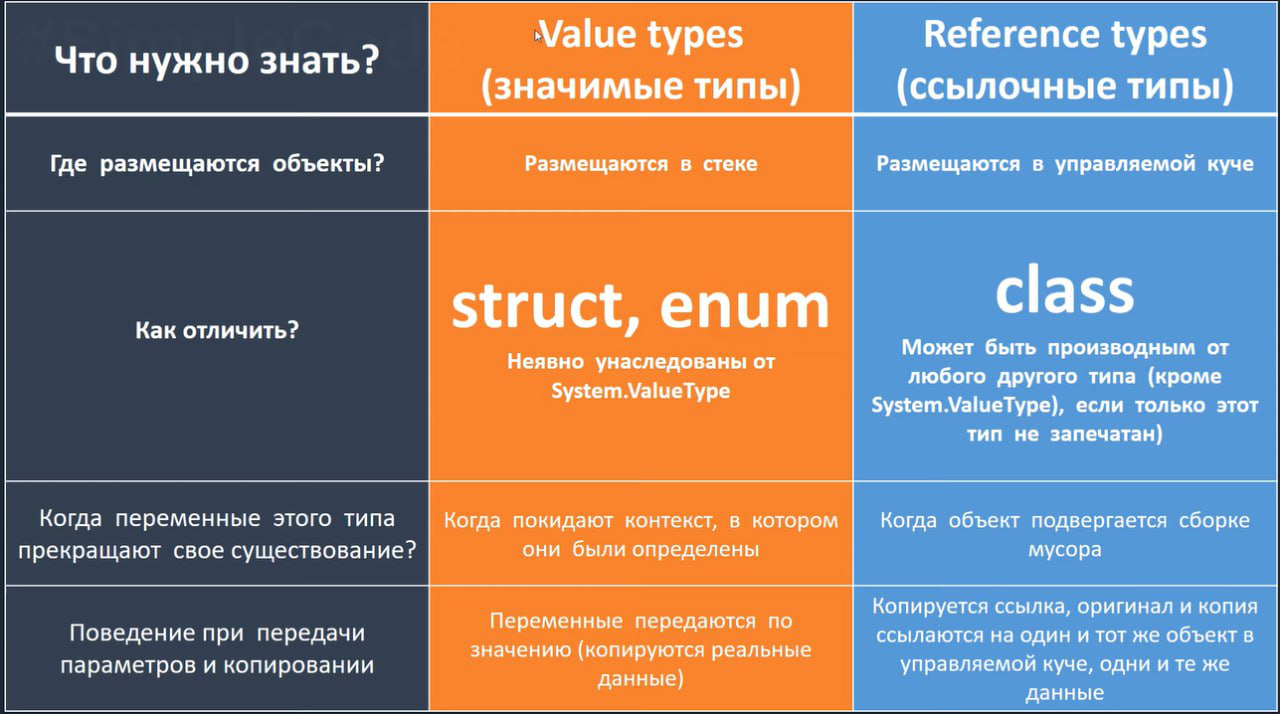 Что нужно знать?
Value types
(значимые типы)
Reference types
(ссылочные типы)
Где размещаются объекты?
Размещаются в стеке
Размещаются в управляемой куче
Как отличить?
struct, enum
Неявно унаследованы от
System.ValueType
class
Может быть производным от
любого другого типа (кроме
System.ValueType), если только этот
тип не запечатан)
Когда переменные этого типа
прекращают свое существование?
Когда покидают контекст, в котором
они были определены
Когда объект подвергается сборке
мусора
Поведение при передачи
параметров и копировании
Переменные передаются по
значению (копируются реальные
данные)
Копируется ссылка, оригинал и копия
ссылаются на один и тот же объект в
управляемой куче, одни и те же
данные